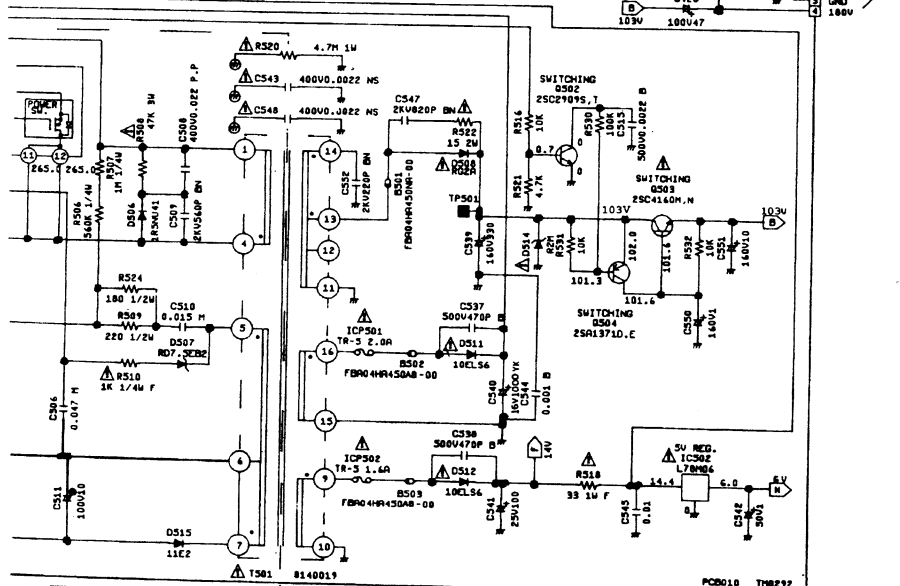 B
103V
100V47
3 GND
4 180V
R520
4.7M 1W
C543
400V0.0022 NS
C548
400V0.0022 NS
POWER
SW.
11
12
265.0
265.0
R508
47K 3W
C508
400V0.022 P.P
R507
1M 1/4W
R506
560K 1/4W
D506
1R5NU41
C509
2KV560P BN
1
4
14
13
12
11
C552
2KV220P BN
B501
FBA04HA450NA-00
C547
2KV820P BN
R522
15 2W
D508
RG2A
TP501
C539
160V330
R516
10K
0.7
R521
4.7K
SWITCHING
Q502
2SC2909S,T
0
0
R530
100K
C515
500V0.0022 B
SWITCHING
Q503
2SC4160M,N
103V
103V
B
D514
R2M
R531
10K
101.3
102.0
101.6
101.6
R532
10K
C551
160V10
SWITCHING
Q504
2SA1371D.E
C550
160V1
R524
180 1/2W
R509
220 1/2W
C510
0.015 M
D507
RD7.5EB2
R510
1K 1/4W F
5
C506
0.047 M
6
C511
100V10
D515
11E2
7
T501
8140019
ICP501
TR-5 2.0A
16
B502
FBA04HA450AB-00
15
C537
500V470P B
D511
10ELS6
C540
16V1000YK
C544
0.001 B
ICP502
TR-5 1.6A
9
B503
FBA04HA450AB-00
10
C538
500V470P B
D512
10ELS6
C541
25V100
F
14V
R518
33 1W F
C545
0.01
5V REG.
IC502
L78M06
14.4
6.0
0
6V
N
C542
50V1
PCB010 TMB292